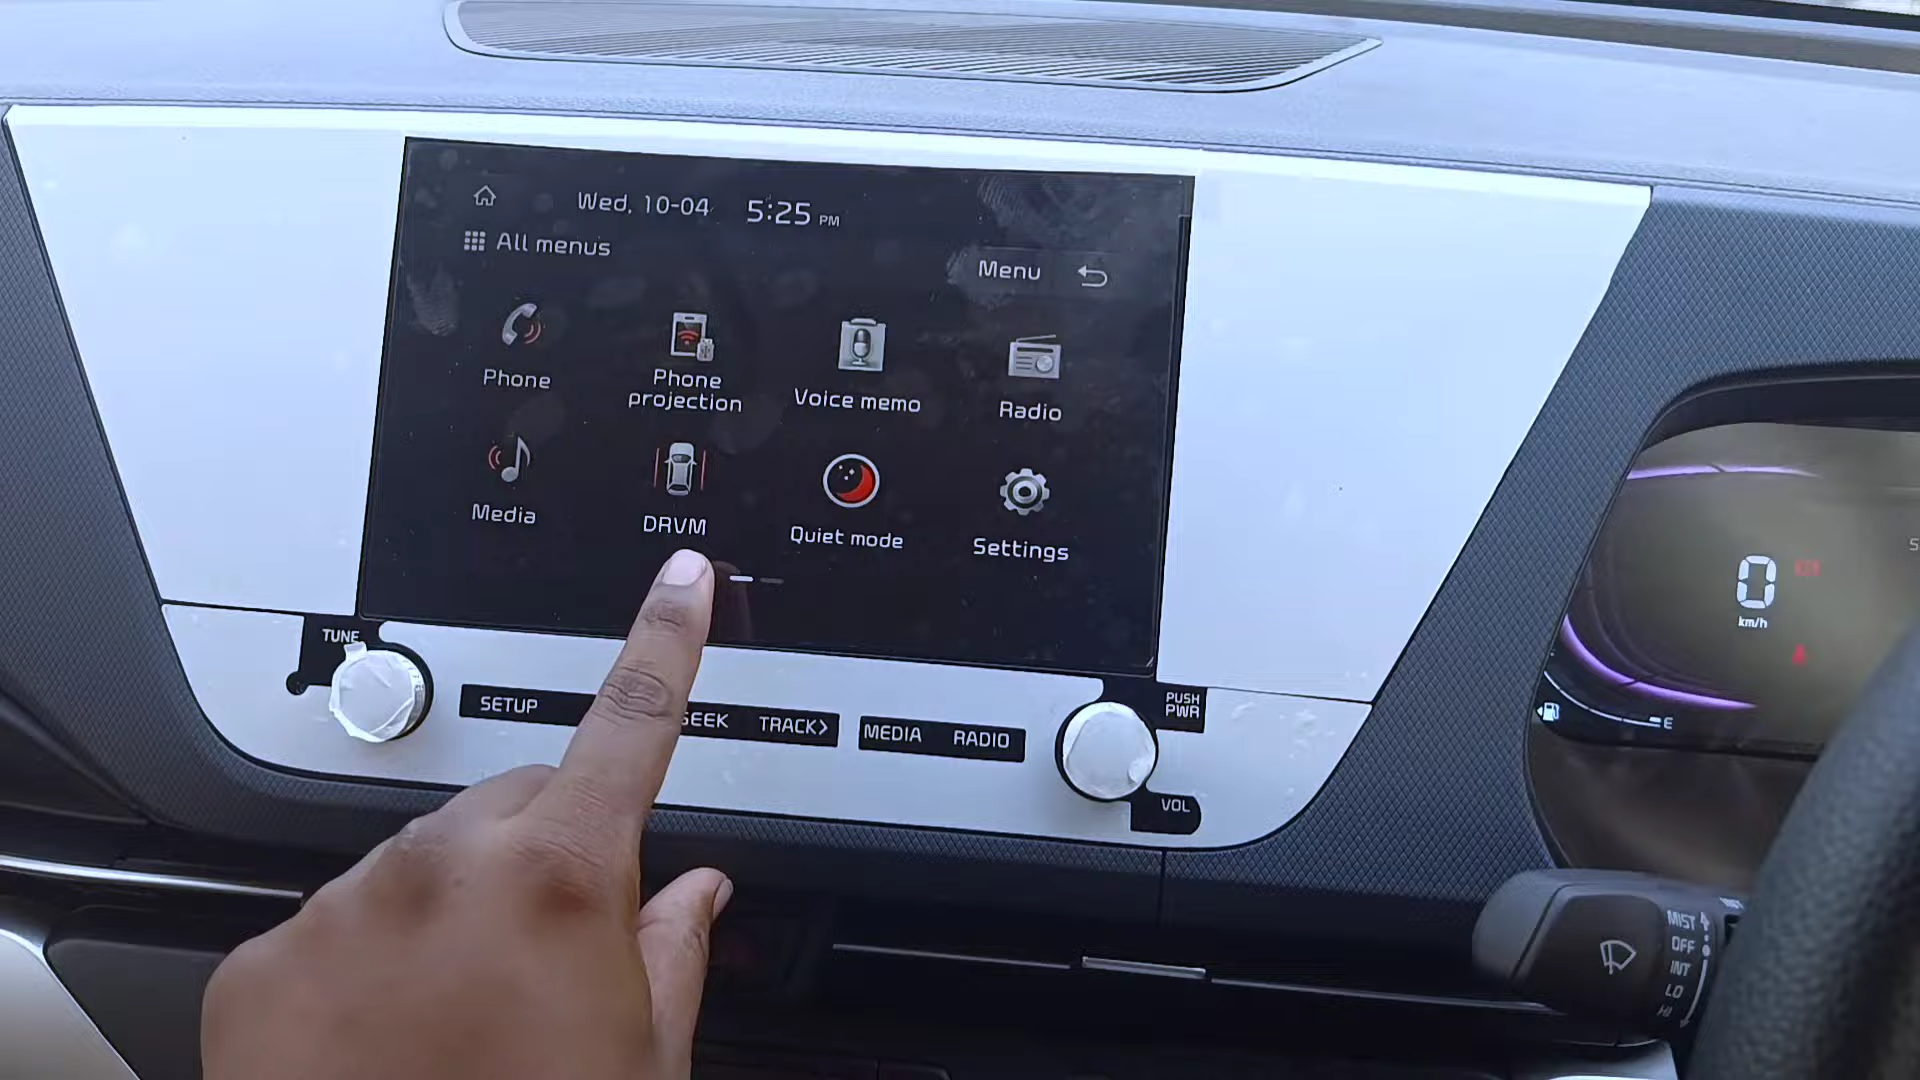 Wed, 10-04 5:25 PM
All menus
Menu
Phone
Phone
projection
Voice memo
Radio
Media
DRVM
Quiet mode
Settings
TUNE
SETUP
SEEK TRACK>
MEDIA RADIO
PUSH
PWR
VOL
0
km/h
E
MIST
OFF
INT
LO
HI